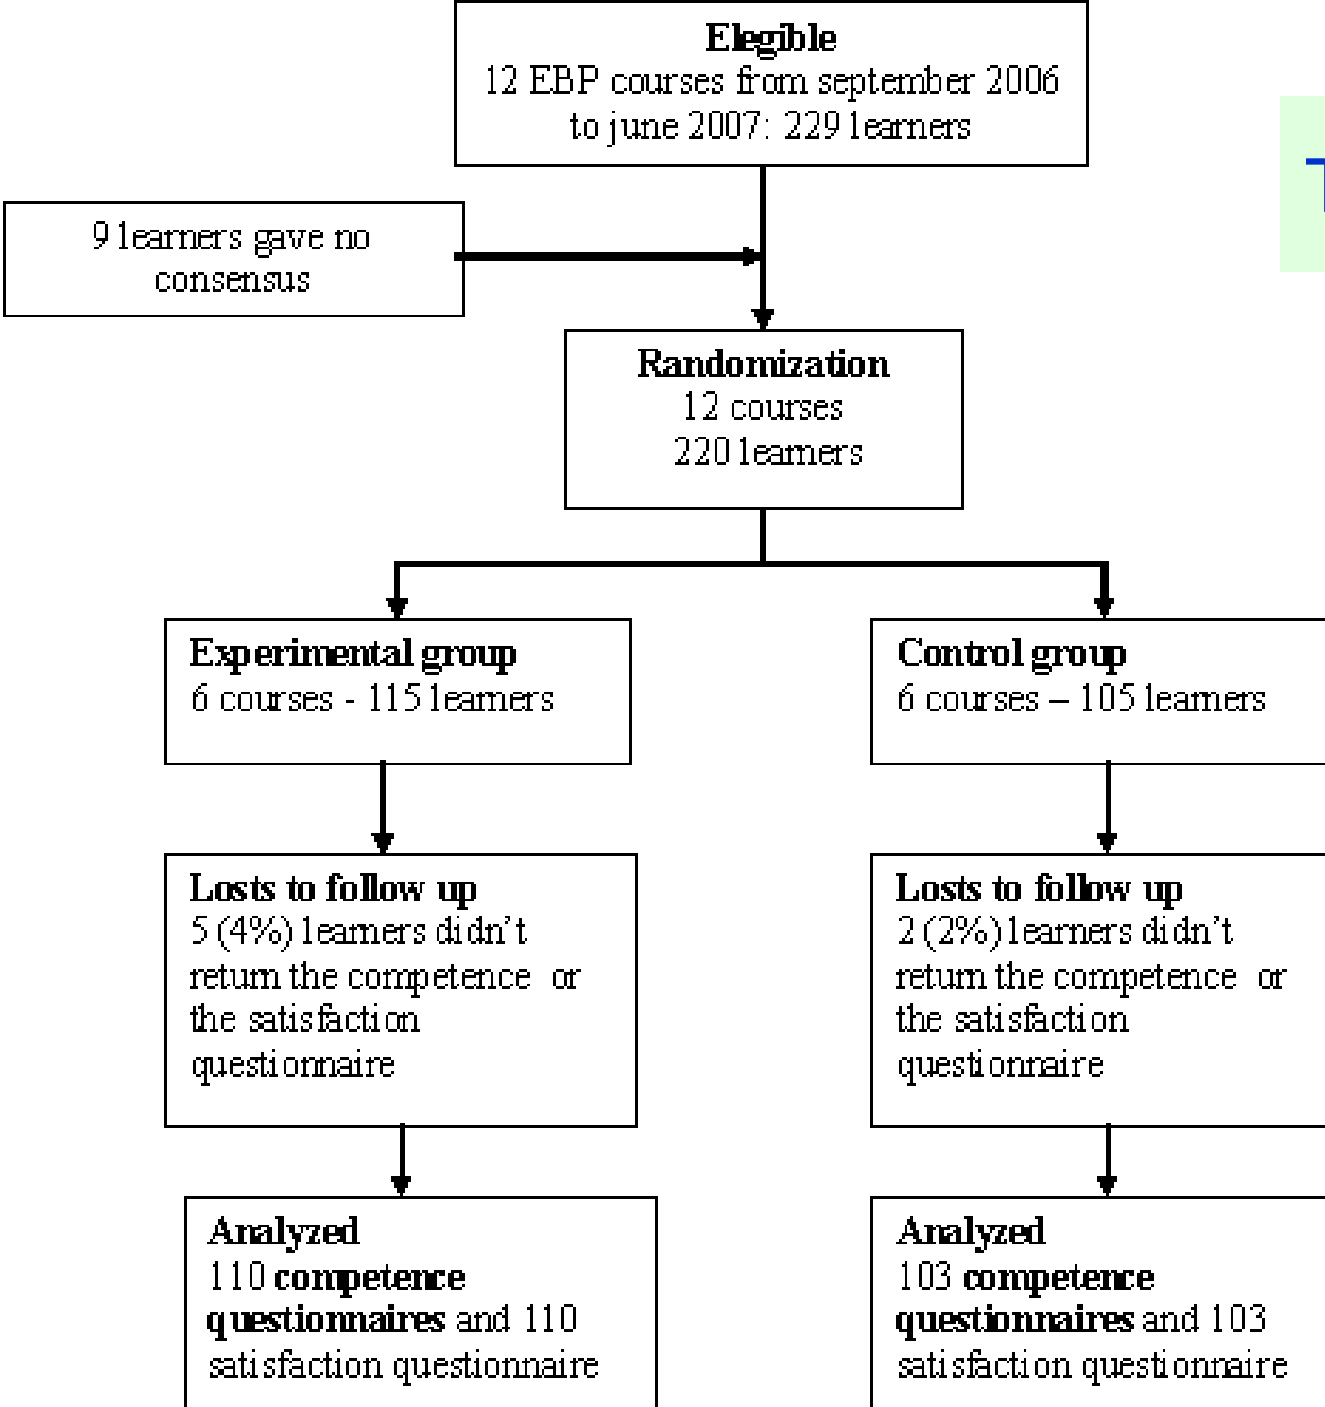 Elegible
12 EBP courses from september 2006
to june 2007: 229 learners
9 learners gave no
consensus
Randomization
12 courses
220 learners
Experimental group
6 courses - 115 learners
Control group
6 courses – 105 learners
Losts to follow up
5 (4%) learners didn’t
return the competence or
the satisfaction
questionnaire
Losts to follow up
2 (2%) learners didn’t
return the competence or
the satisfaction
questionnaire
Analyzed
110 competence
questionnaires and 110
satisfaction questionnaire
Analyzed
103 competence
questionnaires and 103
satisfaction questionnaire